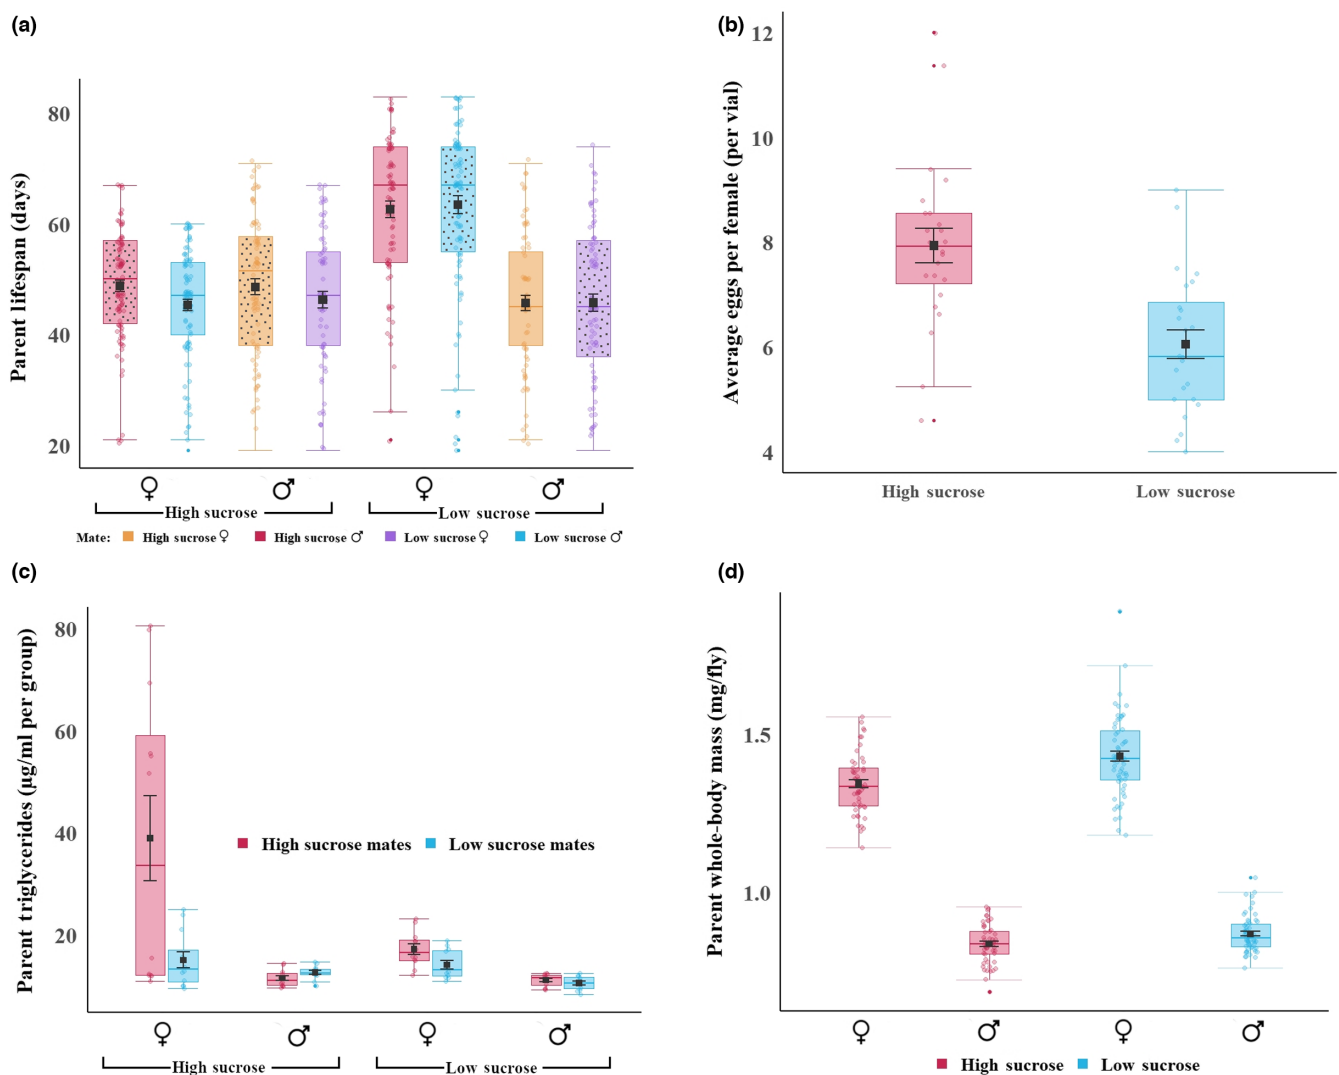 (a)
Parent lifespan (days)
80
60
40
20
♀ ♂ ♀ ♂
High sucrose Low sucrose
Mate: High sucrose ♀ High sucrose ♂ Low sucrose ♀ Low sucrose ♂
(b)
Average eggs per female (per vial)
12
10
8
6
4
High sucrose Low sucrose
(c)
Parent triglycerides (µg/ml per group)
80
60
40
20
High sucrose mates Low sucrose mates
♀ ♂ ♀ ♂
High sucrose Low sucrose
(d)
Parent whole-body mass (mg/fly)
1.5
1.0
♀ ♂ ♀ ♂
High sucrose Low sucrose